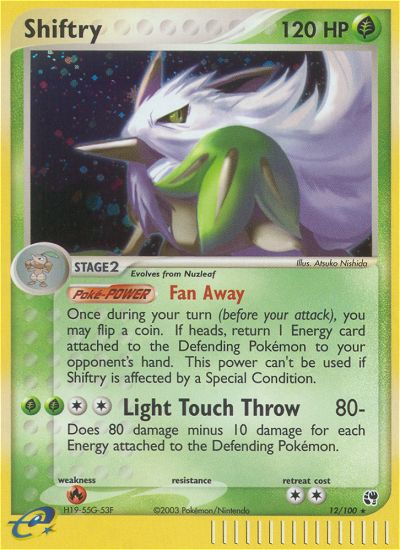 Shiftry 120 HP
Illus. Atsuko Nishida
STAGE2
Evolves from Nuzleaf
Poké-POWER Fan Away
Once during your turn (before your attack), you
may flip a coin. If heads, return 1 Energy card
attached to the Defending Pokémon to your
opponent's hand. This power can't be used if
Shiftry is affected by a Special Condition.
Light Touch Throw 80-
Does 80 damage minus 10 damage for each
Energy attached to the Defending Pokémon.
weakness resistance retreat cost
H19-55G-53F ©2003 Pokémon/Nintendo 12/100 ★
e